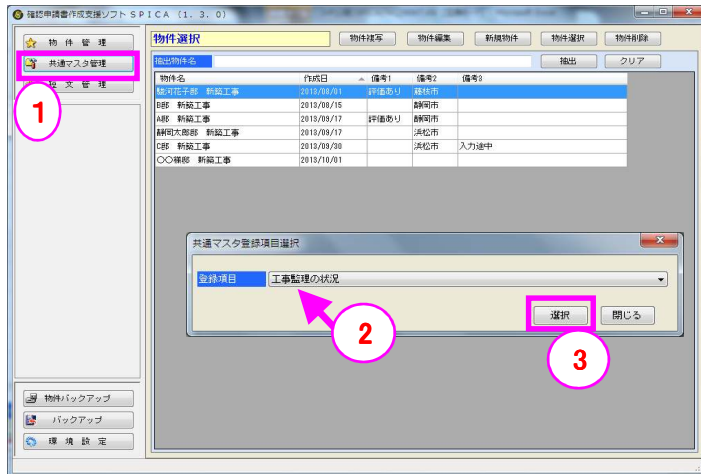 確認申請書作成支援ソフト SPICA (1. 3. 0)
物 件 管 理
共通マスタ管理
文 管 理
1
物件選択
物件複写
物件編集
新規物件
物件選択
物件削除
抽出物件名
抽出
クリア
物件名 作成日 備考1 備考2 備考3
駿河花子邸 新築工事 2013/08/01 評価あり 藤枝市
B邸 新築工事 2013/08/15 静岡市
A邸 新築工事 2013/09/17 評価あり 静岡市
静岡太郎邸 新築工事 2013/09/17 浜松市
C邸 新築工事 2013/09/30 浜松市 入力途中
〇〇様邸 新築工事 2013/10/01
共通マスタ登録項目選択
登録項目 工事監理の状況
選択
閉じる
2
3
物件バックアップ
バックアップ
環 境 設 定